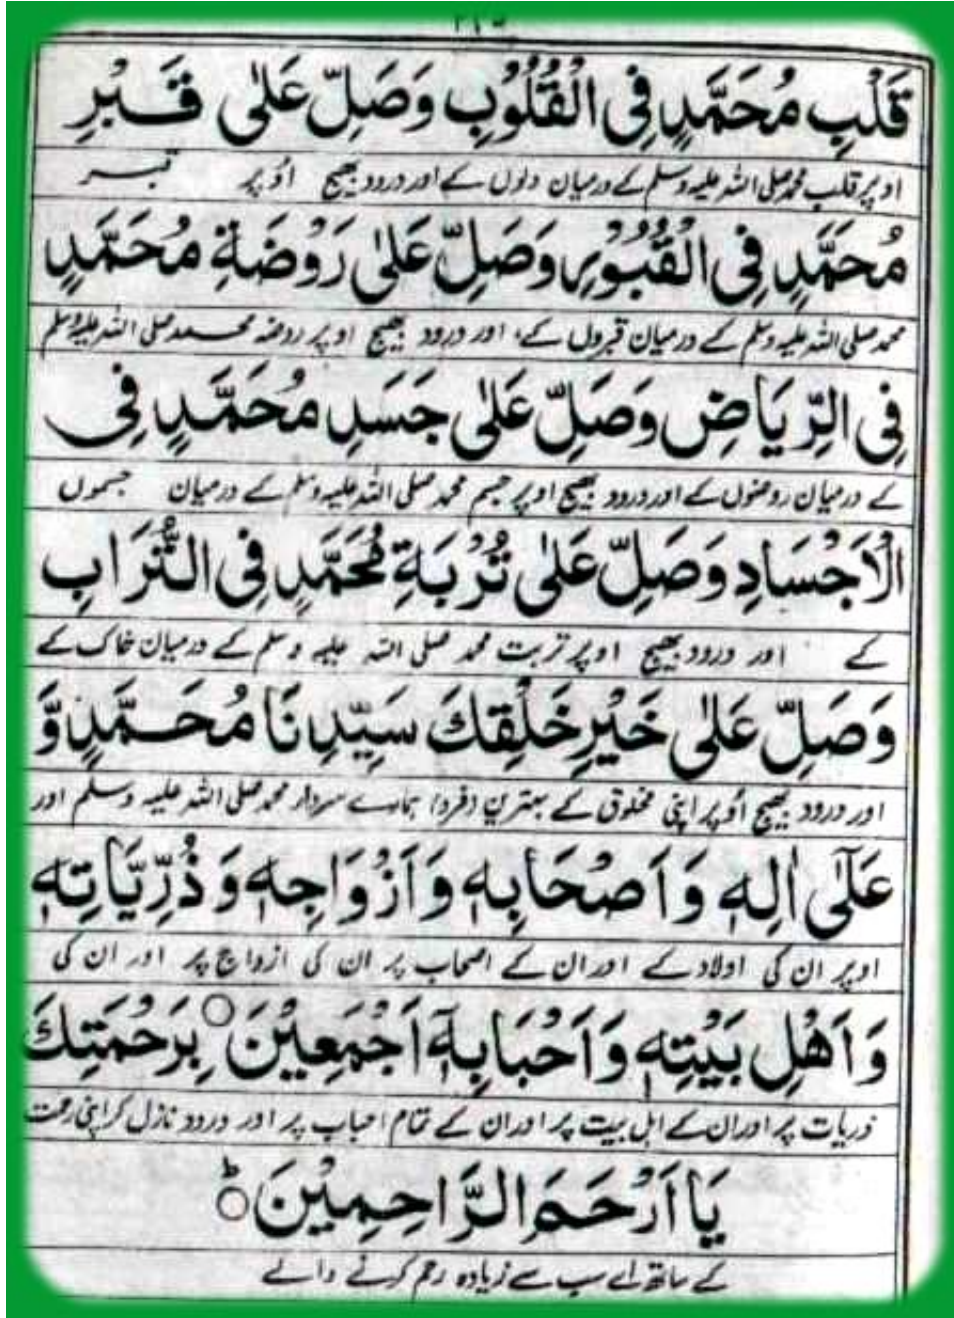 قَلْبِ مُحَمَّدٍ فِی الْقُلُوْبِ وَصَلِّ عَلٰی قَبْرِ
اوپر قلب محمد صلی اللہ علیہ وسلم کے درمیان دلوں کے اور درود بھیج اُوپر قبر
مُحَمَّدٍ فِی الْقُبُوْرِ وَصَلِّ عَلٰی رَوْضَةِ مُحَمَّدٍ
محمد صلی اللہ علیہ وسلم کے درمیان قبروں کے، اور درود بھیج اوپر روضہ محمد صلی اللہ علیہ وسلم
فِی الرِّیَاضِ وَصَلِّ عَلٰی جَسَدِ مُحَمَّدٍ فِی
کے درمیان روضوں کے اور درود بھیج اوپر جسم محمد صلی اللہ علیہ وسلم کے درمیان جسموں
الْاَجْسَادِ وَصَلِّ عَلٰی تُرْبَةِ مُحَمَّدٍ فِی التُّرَابِ
کے اور درود بھیج اوپر تربت محمد صلی اللہ علیہ وسلم کے درمیان خاک کے
وَصَلِّ عَلٰی خَیْرِ خَلْقِكَ سَیِّدِنَا مُحَمَّدٍ وَّ
اور درود بھیج اُوپر اپنی مخلوق کے بہترین (فرد) ہمارے سردار محمد صلی اللہ علیہ وسلم اور
عَلٰٓی اٰلِهٖ وَاَصْحَابِهٖ وَاَزْوَاجِهٖ وَذُرِّیَّاتِهٖ
اوپر ان کی اولاد کے اور ان کے اصحاب پر ان کی ازواج پر اور ان کی
وَاَهْلِ بَیْتِهٖ وَاَحْبَابِهٖٓ اَجْمَعِیْنَ ○ بِرَحْمَتِكَ
ذریات پر اور ان کے اہل بیت پر اور ان کے تمام احباب پر اور درود نازل کر اپنی رحمت
یَا اَرْحَمَ الرَّاحِمِیْنَ ○ؕ
کے ساتھ اے سب سے زیادہ رحم کرنے والے